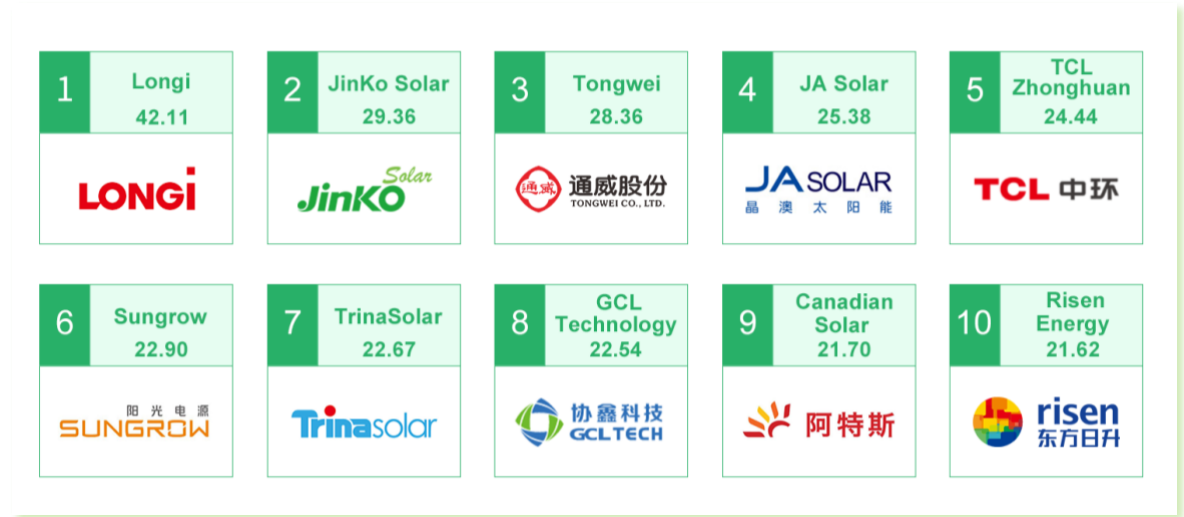 1
Longi
42.11
LONGi
2
JinKo Solar
29.36
Solar
JinKO
3
Tongwei
28.36
通威
通威股份
TONGWEI CO., LTD.
4
JA Solar
25.38
JA SOLAR
晶澳太阳能
5
TCL
Zhonghuan
24.44
TCL 中环
6
Sungrow
22.90
阳光电源
SUNGROW
7
TrinaSolar
22.67
Trinasolar
8
GCL
Technology
22.54
协鑫科技
GCL TECH
9
Canadian
Solar
21.70
阿特斯
10
Risen
Energy
21.62
risen
东方日升